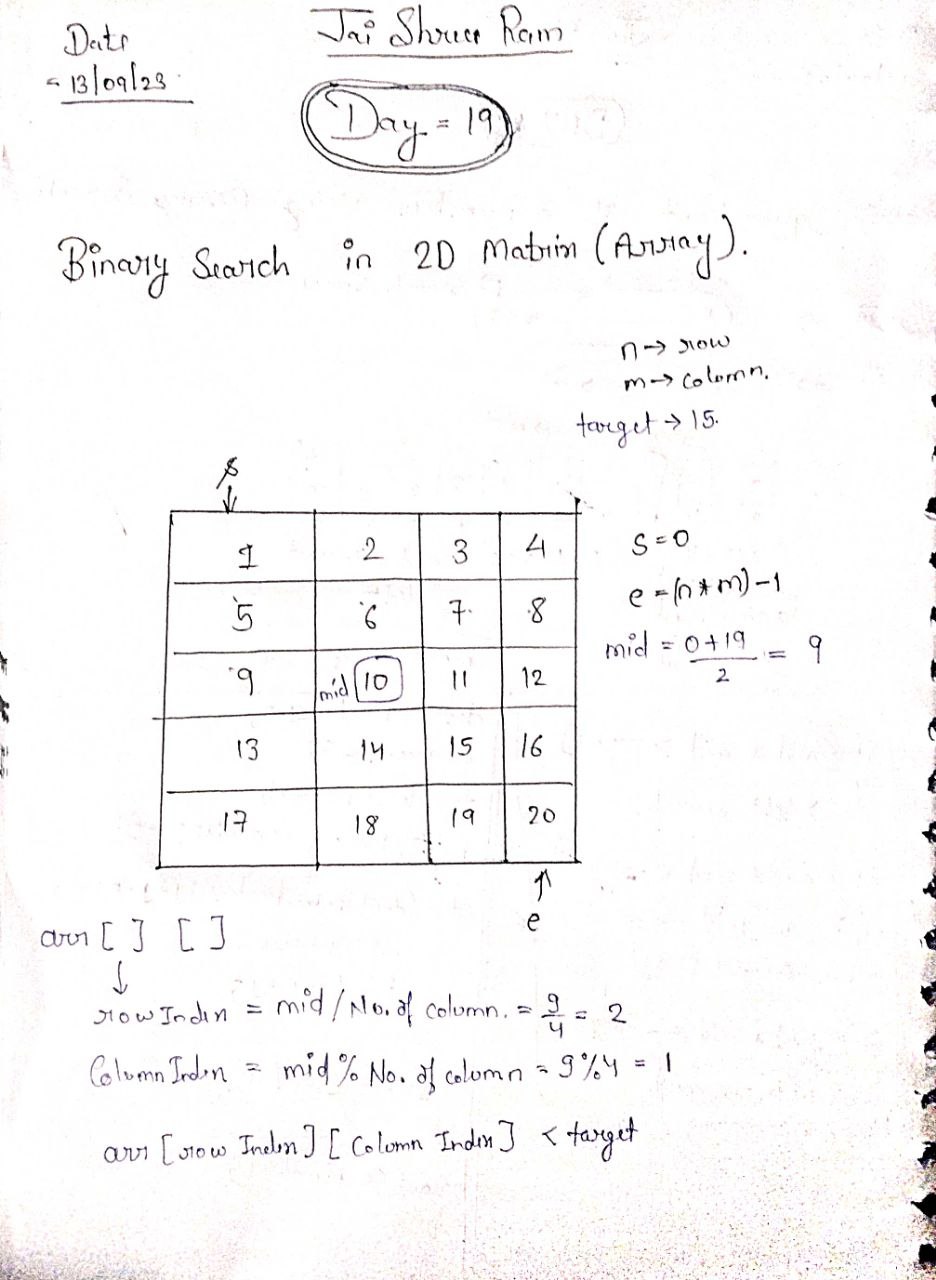 Date
= 13/09/23
Jai Shree Ram
Day = 19
Binary Search in 2D Matrix (Array).
n → row
m → column.
target → 15.
s
1 2 3 4
5 6 7 8
9 mid 10 11 12
13 14 15 16
17 18 19 20
e
s = 0
e = (n * m) - 1
mid = 0 + 19 / 2 = 9
arr [ ] [ ]
row Index = mid / No. of column. = 9/4 = 2
Column Index = mid % No. of column = 9 % 4 = 1
arr [row Index] [Column Index] < target